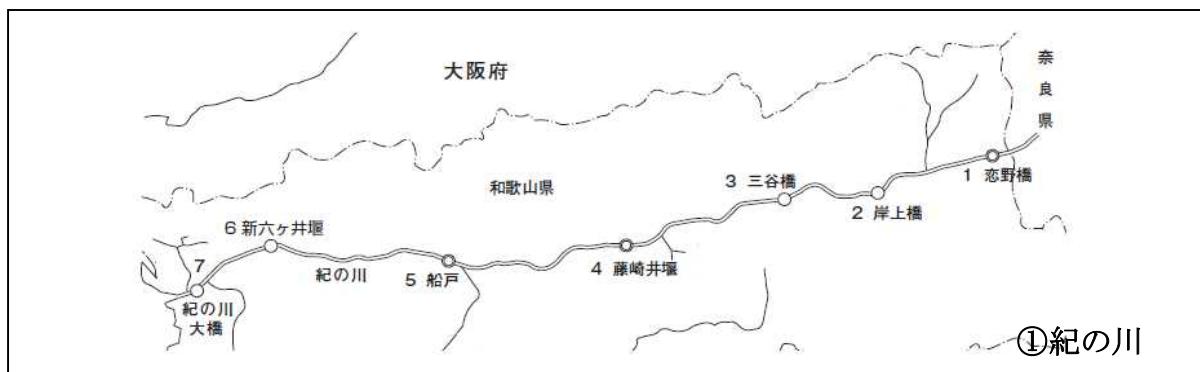 大阪府
奈良県
和歌山県
1 恋野橋
2 岸上橋
3 三谷橋
4 藤崎井堰
5 船戸
紀の川
6 新六ヶ井堰
7
紀の川
大橋
①紀の川